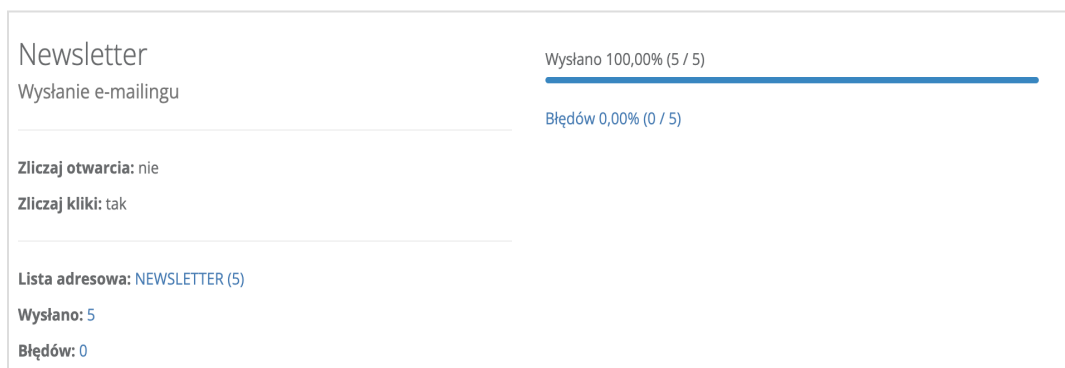 Newsletter
Wysłanie e-mailingu
Zliczaj otwarcia: nie
Zliczaj kliki: tak
Lista adresowa: NEWSLETTER (5)
Wysłano: 5
Błędów: 0
Wysłano 100,00% (5 / 5)
Błędów 0,00% (0 / 5)